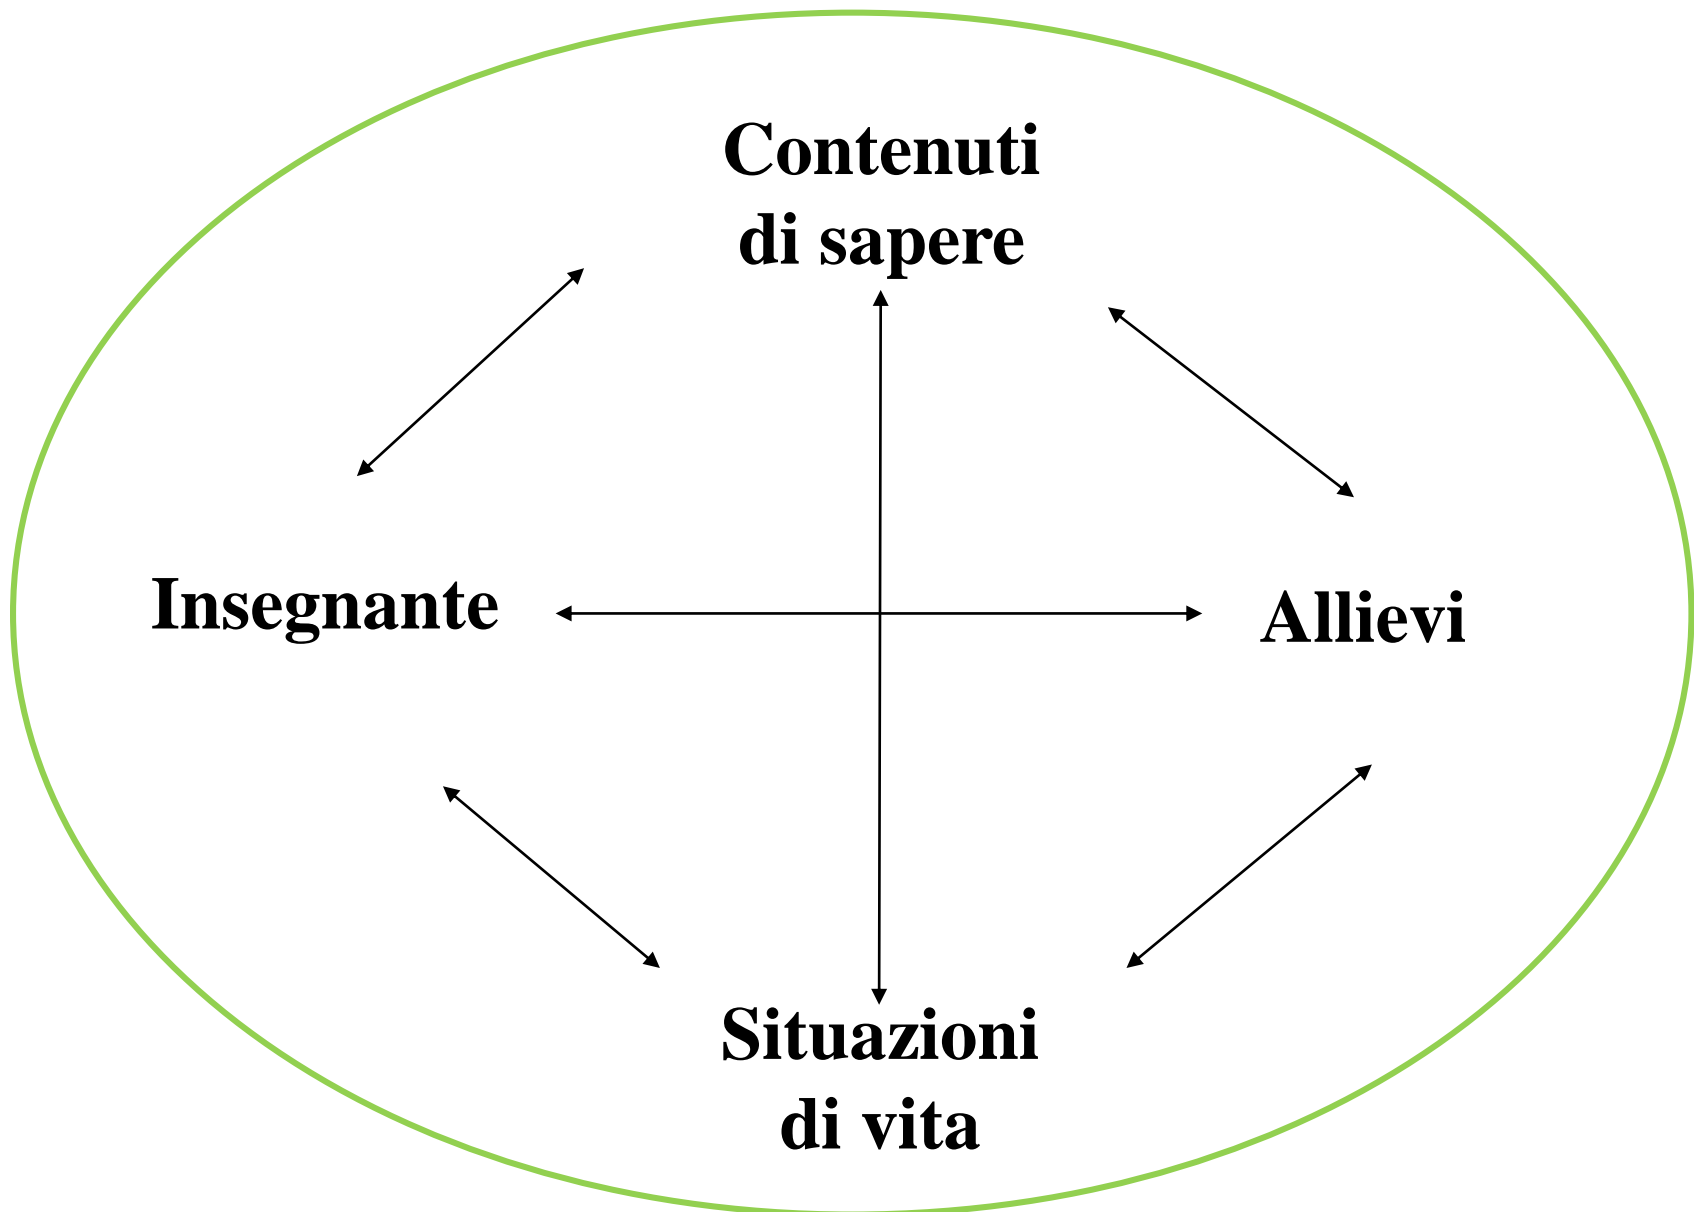 Contenuti
di sapere
Insegnante
Allievi
Situazioni
di vita